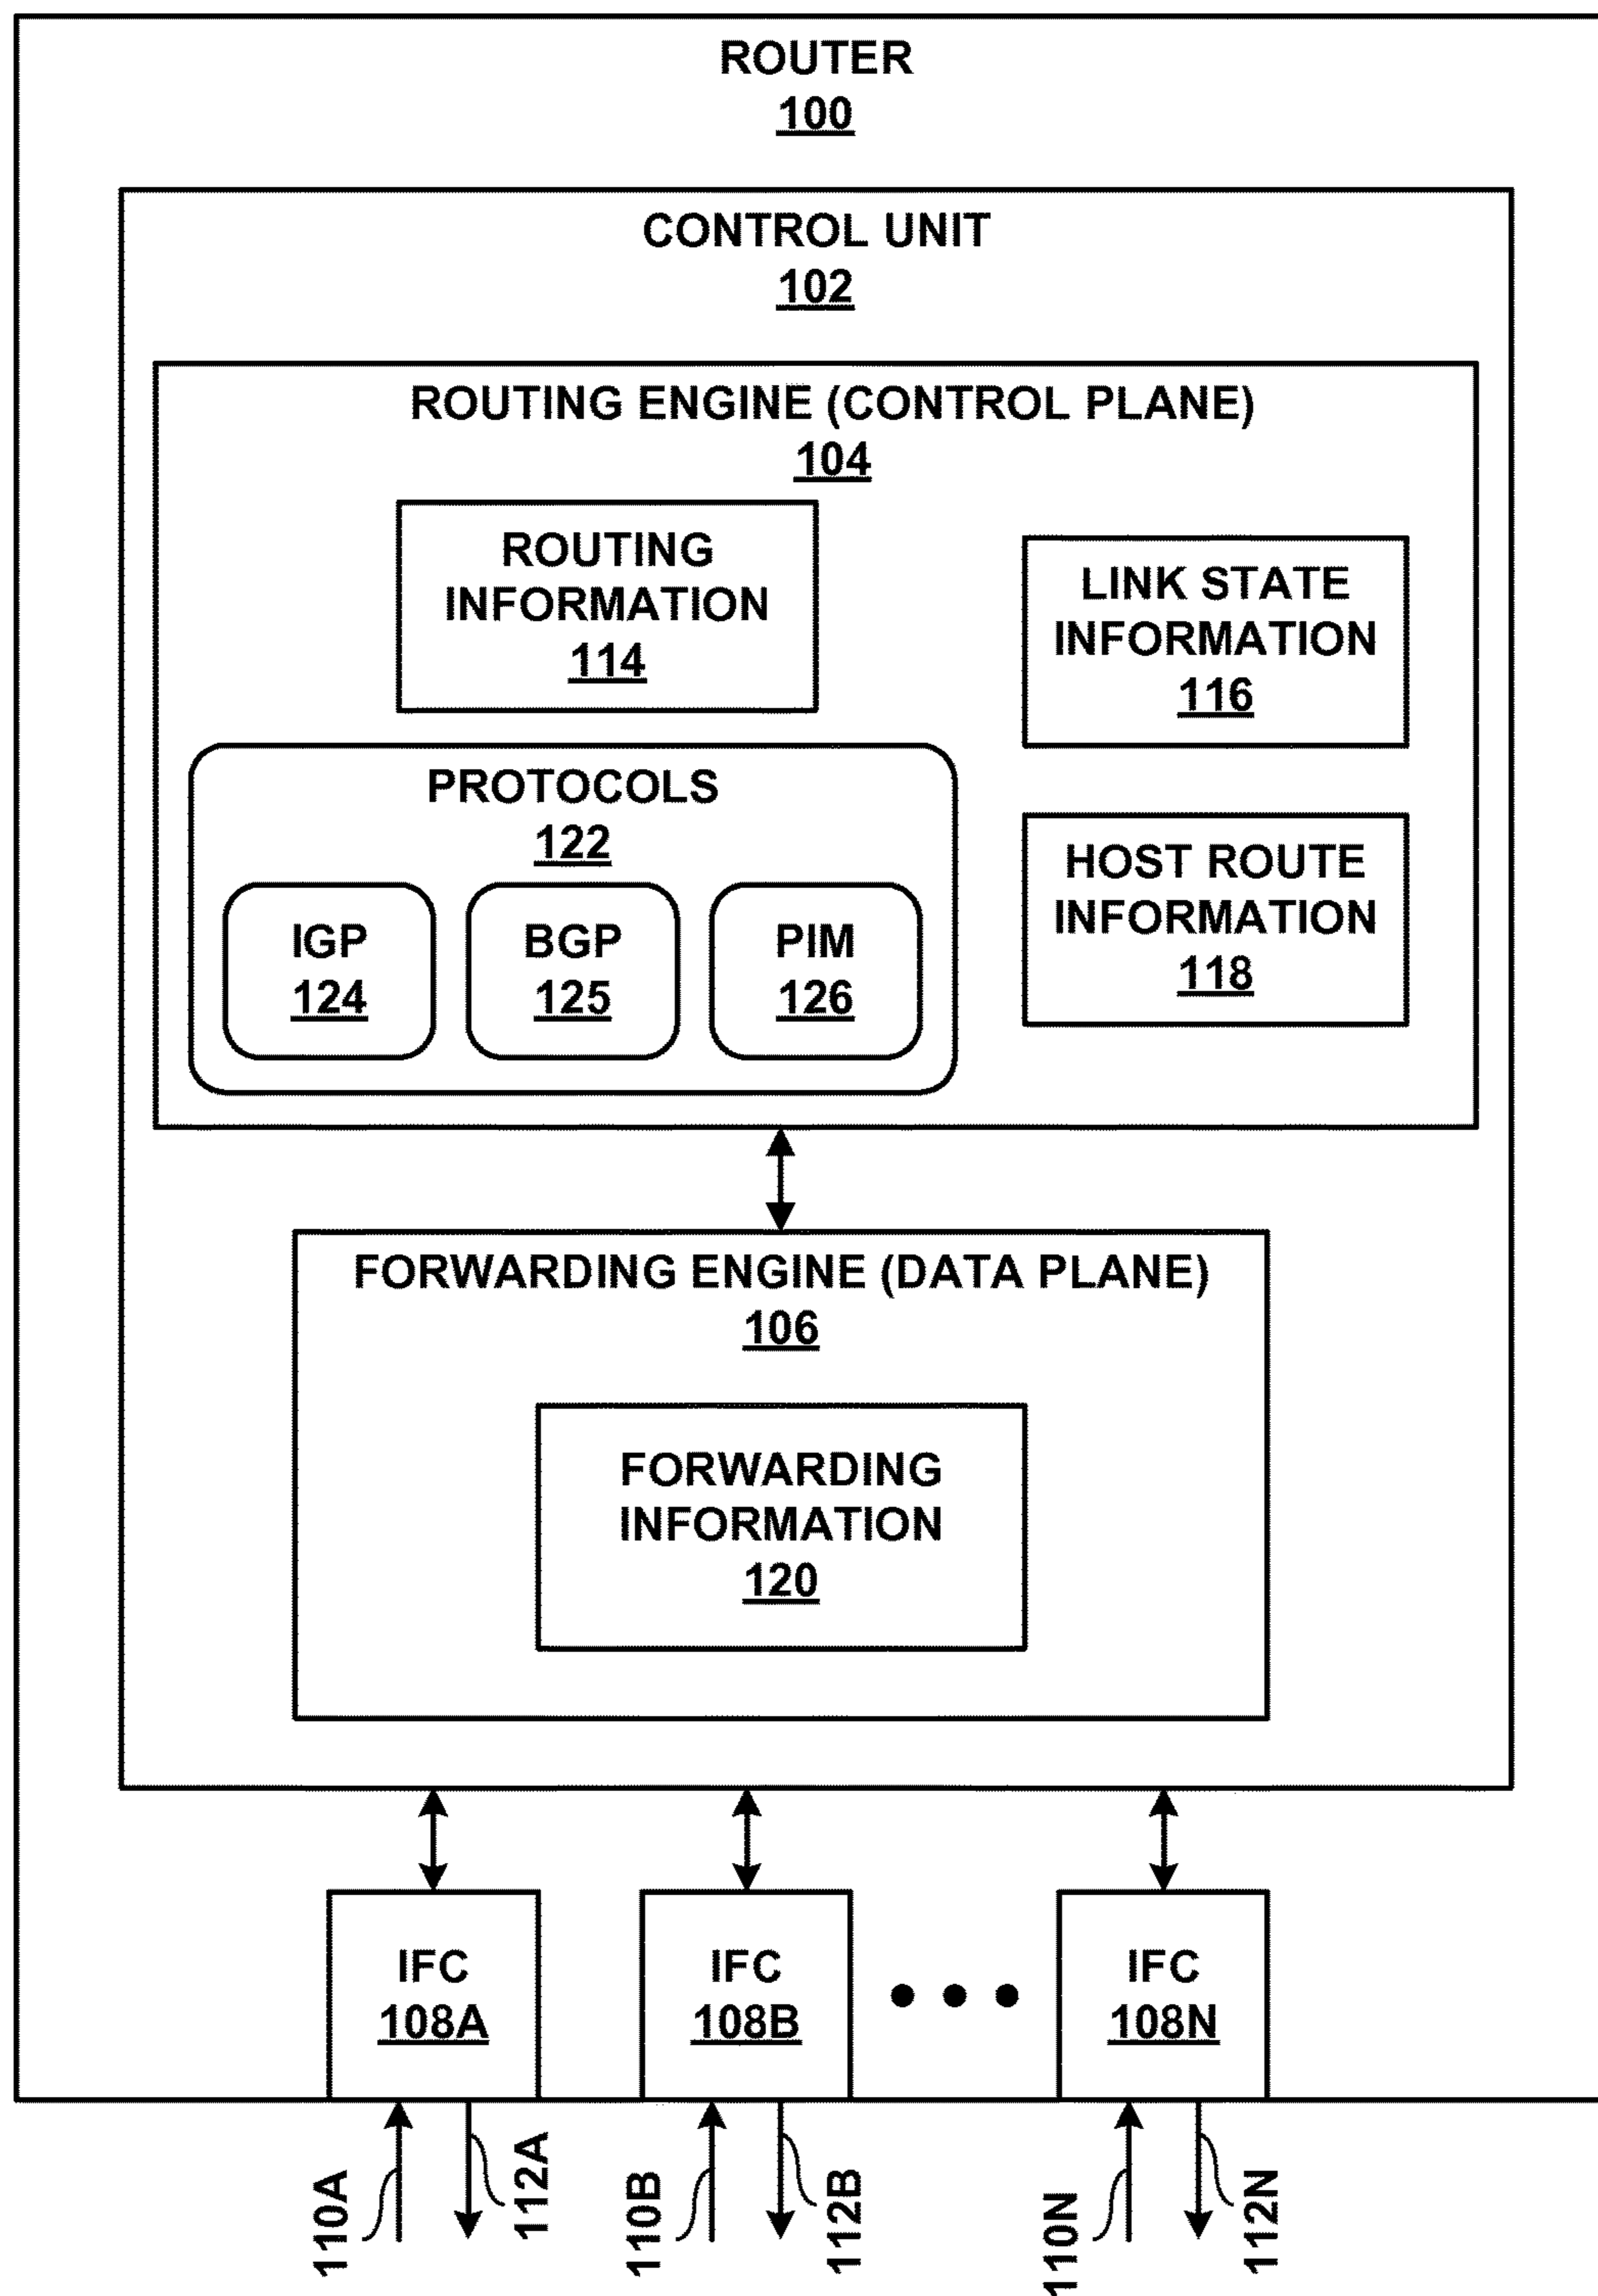 ROUTER
100
CONTROL UNIT
102
ROUTING ENGINE (CONTROL PLANE)
104
ROUTING
INFORMATION
114
LINK STATE
INFORMATION
116
PROTOCOLS
122
IGP
124
BGP
125
PIM
126
HOST ROUTE
INFORMATION
118
FORWARDING ENGINE (DATA PLANE)
106
FORWARDING
INFORMATION
120
IFC
108A
IFC
108B
IFC
108N
110A
112A
110B
112B
110N
112N